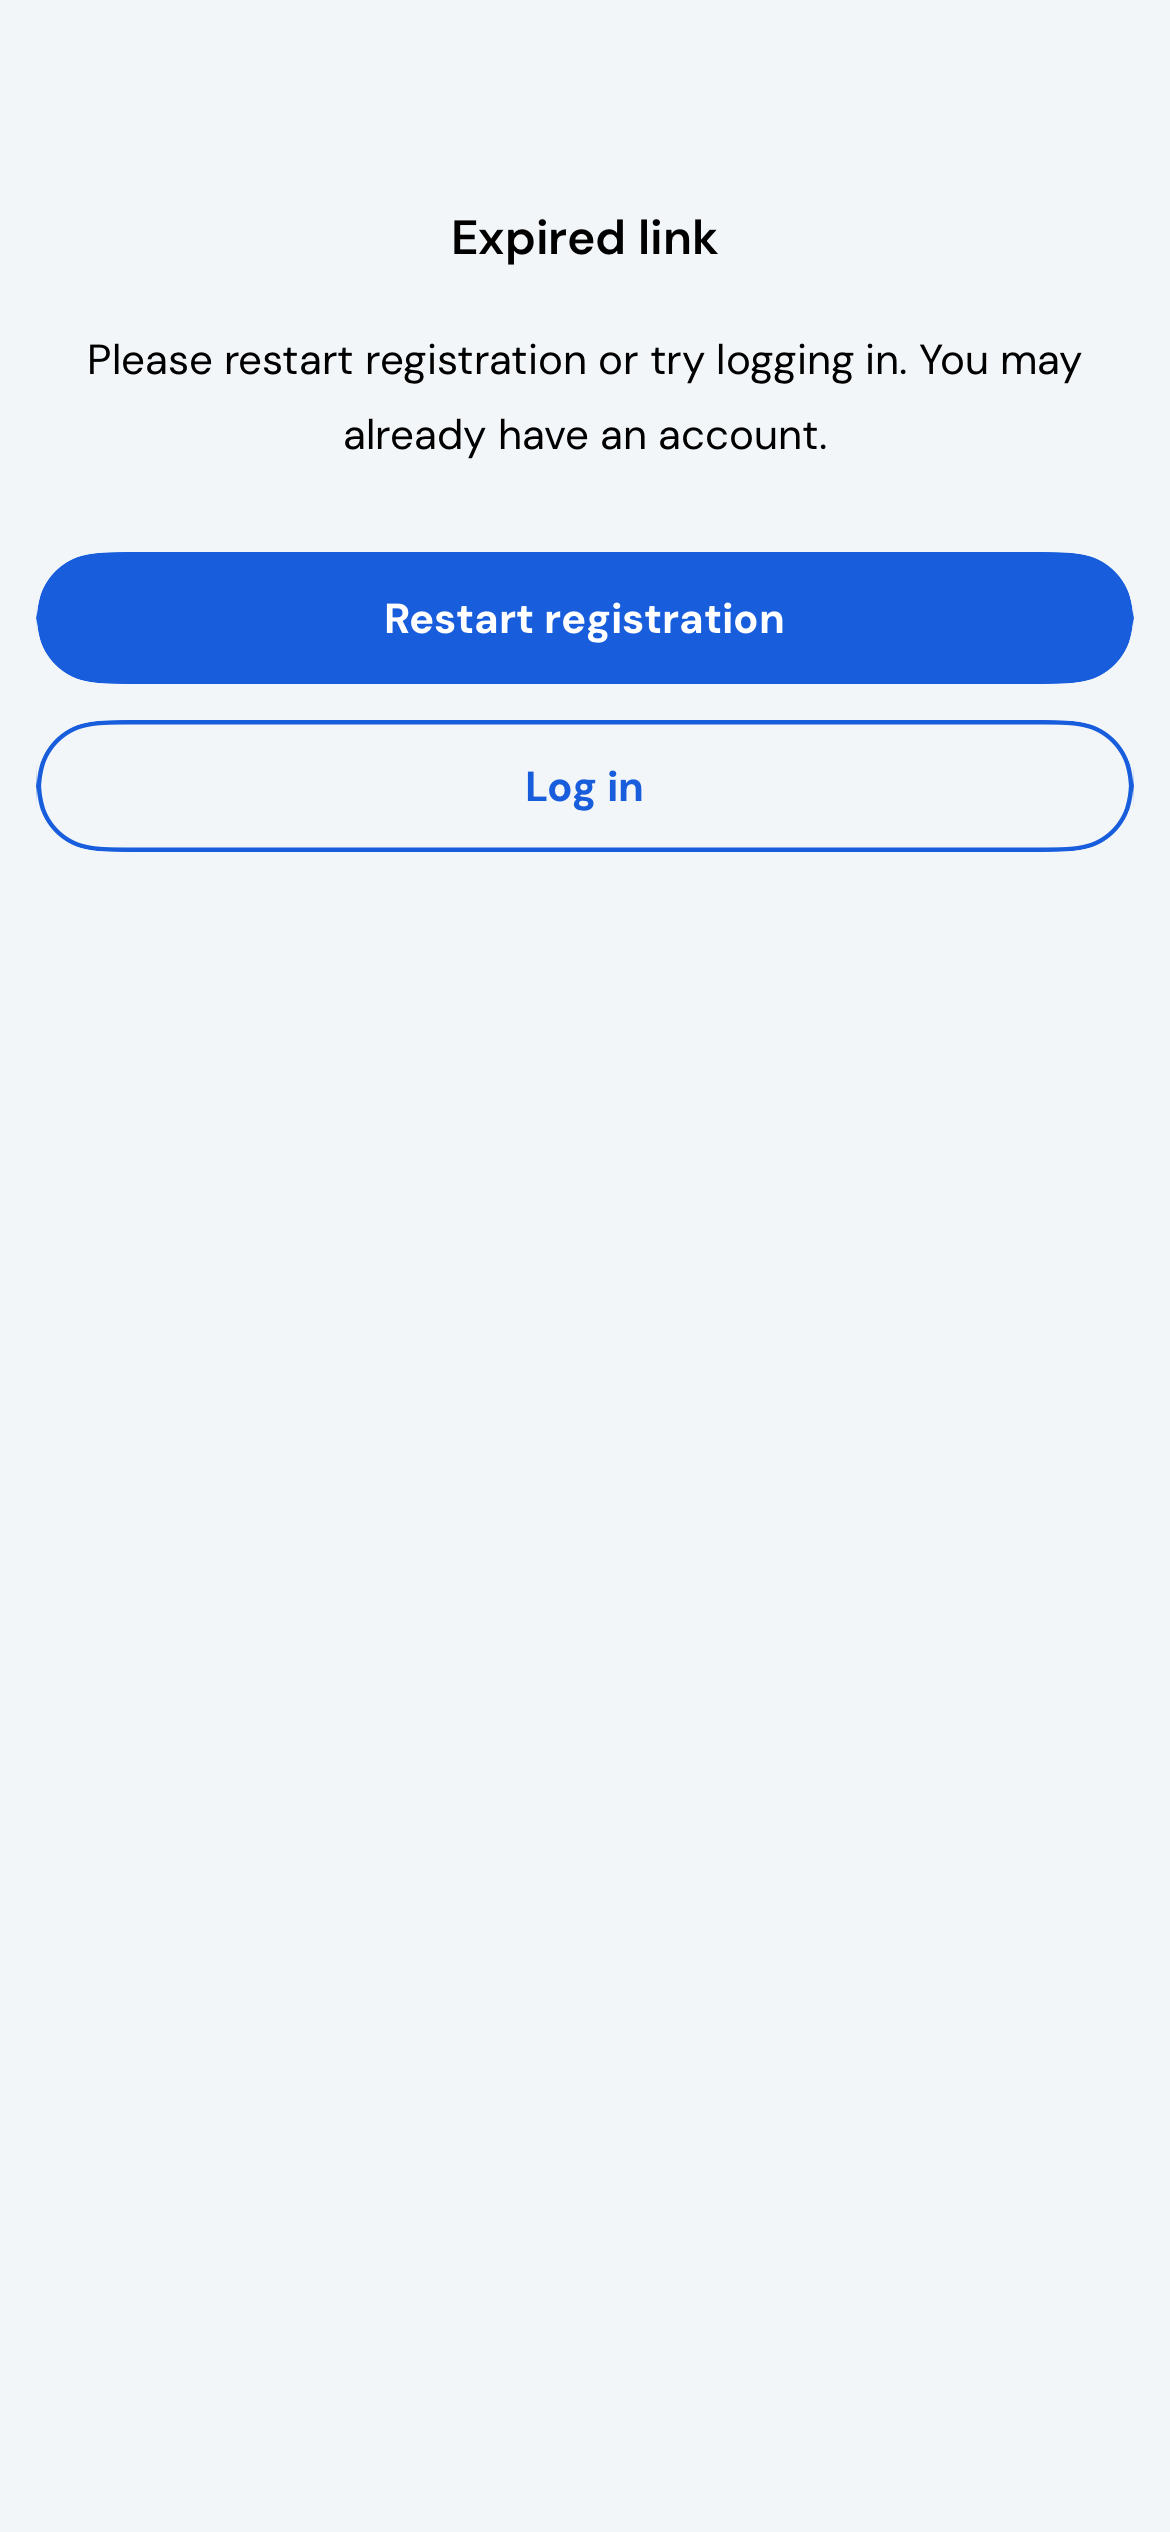 Expired link
Please restart registration or try logging in. You may
already have an account.
Restart registration
Log in